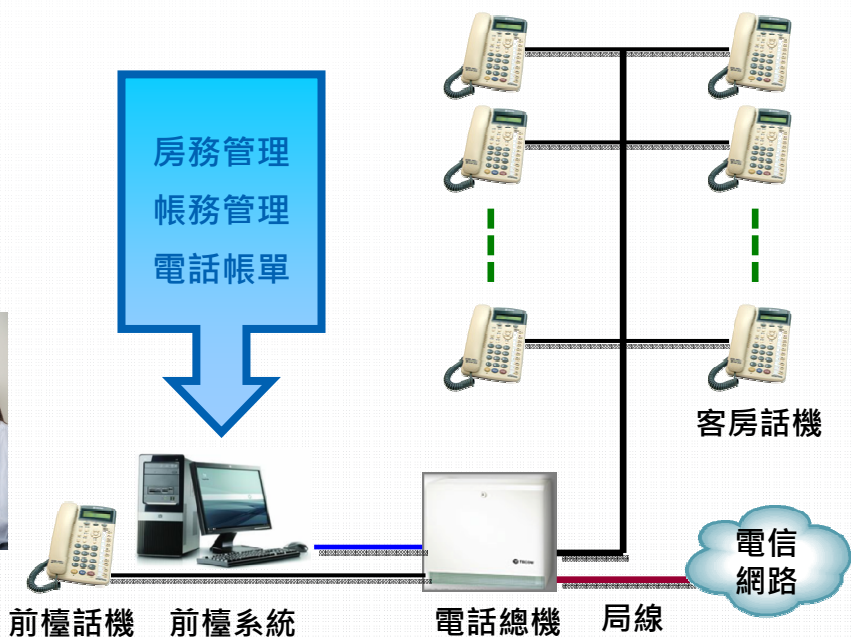 房務管理
帳務管理
電話帳單
客房話機
電信
網路
TECOM
前檯話機
前檯系統
電話總機
局線